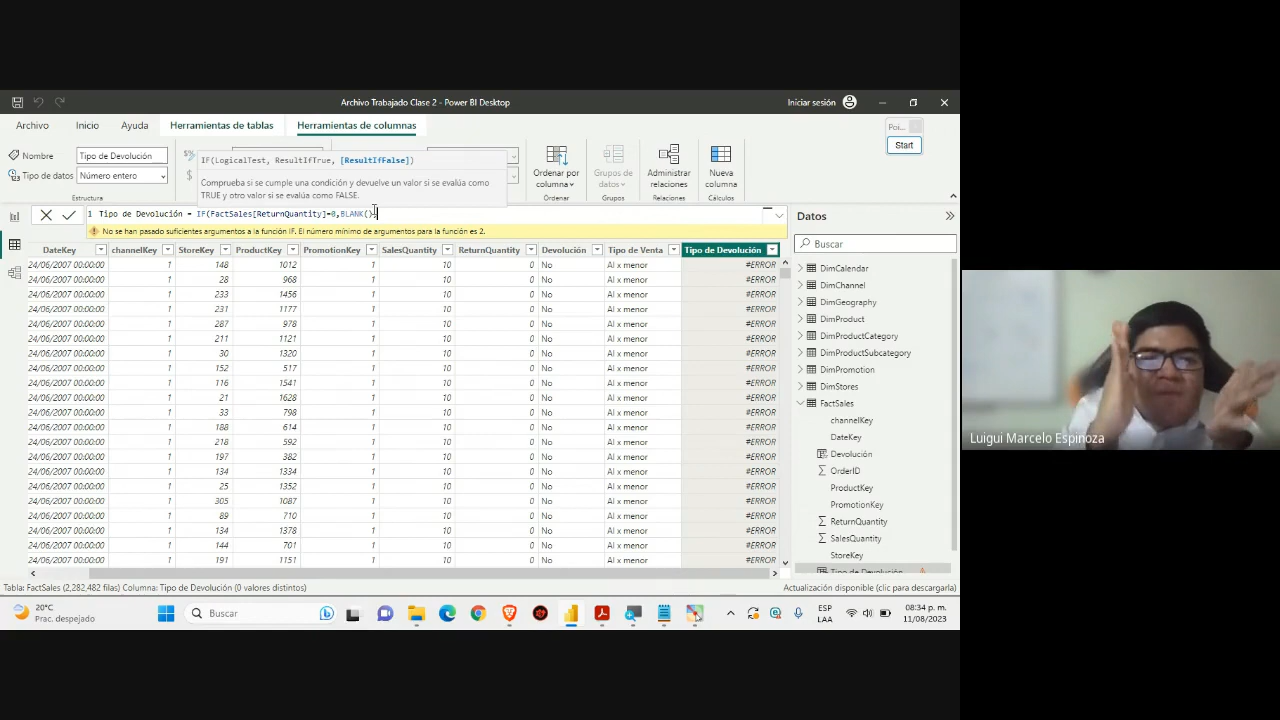 Archivo Trabajado Clase 2 - Power BI Desktop
Iniciar sesión
Archivo
Inicio
Ayuda
Herramientas de tablas
Herramientas de columnas
Poi...
Start
Nombre
Tipo de Devolución
Tipo de datos
Número entero
Estructura
IF(LogicalTest, ResultIfTrue, [ResultIfFalse])
Comprueba si se cumple una condición y devuelve un valor si se evalúa como
TRUE y otro valor si se evalúa como FALSE.
Ordenar por
columna
Ordenar
Grupos de
datos
Grupos
Administrar
relaciones
Relaciones
Nueva
columna
Cálculos
1 Tipo de Devolución = IF(FactSales[ReturnQuantity]=0,BLANK(),
No se han pasado suficientes argumentos a la función IF. El número mínimo de argumentos para la función es 2.
DateKey channelKey StoreKey ProductKey PromotionKey SalesQuantity ReturnQuantity Devolución Tipo de Venta Tipo de Devolución
24/06/2007 00:00:00 1 148 1012 1 10 0 No Al x menor #ERROR
24/06/2007 00:00:00 1 28 968 1 10 0 No Al x menor #ERROR
24/06/2007 00:00:00 1 233 1456 1 10 0 No Al x menor #ERROR
24/06/2007 00:00:00 1 231 1177 1 10 0 No Al x menor #ERROR
24/06/2007 00:00:00 1 287 978 1 10 0 No Al x menor #ERROR
24/06/2007 00:00:00 1 211 1121 1 10 0 No Al x menor #ERROR
24/06/2007 00:00:00 1 30 1320 1 10 0 No Al x menor #ERROR
24/06/2007 00:00:00 1 152 517 1 10 0 No Al x menor #ERROR
24/06/2007 00:00:00 1 116 1541 1 10 0 No Al x menor #ERROR
24/06/2007 00:00:00 1 21 1628 1 10 0 No Al x menor #ERROR
24/06/2007 00:00:00 1 33 798 1 10 0 No Al x menor #ERROR
24/06/2007 00:00:00 1 188 614 1 10 0 No Al x menor #ERROR
24/06/2007 00:00:00 1 218 592 1 10 0 No Al x menor #ERROR
24/06/2007 00:00:00 1 197 382 1 10 0 No Al x menor #ERROR
24/06/2007 00:00:00 1 134 1334 1 10 0 No Al x menor #ERROR
24/06/2007 00:00:00 1 25 1352 1 10 0 No Al x menor #ERROR
24/06/2007 00:00:00 1 305 1087 1 10 0 No Al x menor #ERROR
24/06/2007 00:00:00 1 89 710 1 10 0 No Al x menor #ERROR
24/06/2007 00:00:00 1 134 1378 1 10 0 No Al x menor #ERROR
24/06/2007 00:00:00 1 144 701 1 10 0 No Al x menor #ERROR
24/06/2007 00:00:00 1 191 1151 1 10 0 No Al x menor #ERROR
Datos
Buscar
DimCalendar
DimChannel
DimGeography
DimProduct
DimProductCategory
DimProductSubcategory
DimPromotion
DimStores
FactSales
channelKey
DateKey
Devolución
OrderID
ProductKey
PromotionKey
ReturnQuantity
SalesQuantity
StoreKey
Tipo de Devolución
Tabla: FactSales (2,282,482 filas) Columna: Tipo de Devolución (0 valores distintos)
Actualización disponible (clic para descargarla)
20°C
Prac. despejado
Buscar
ESP
LAA
08:34 p. m.
11/08/2023
Luigui Marcelo Espinoza